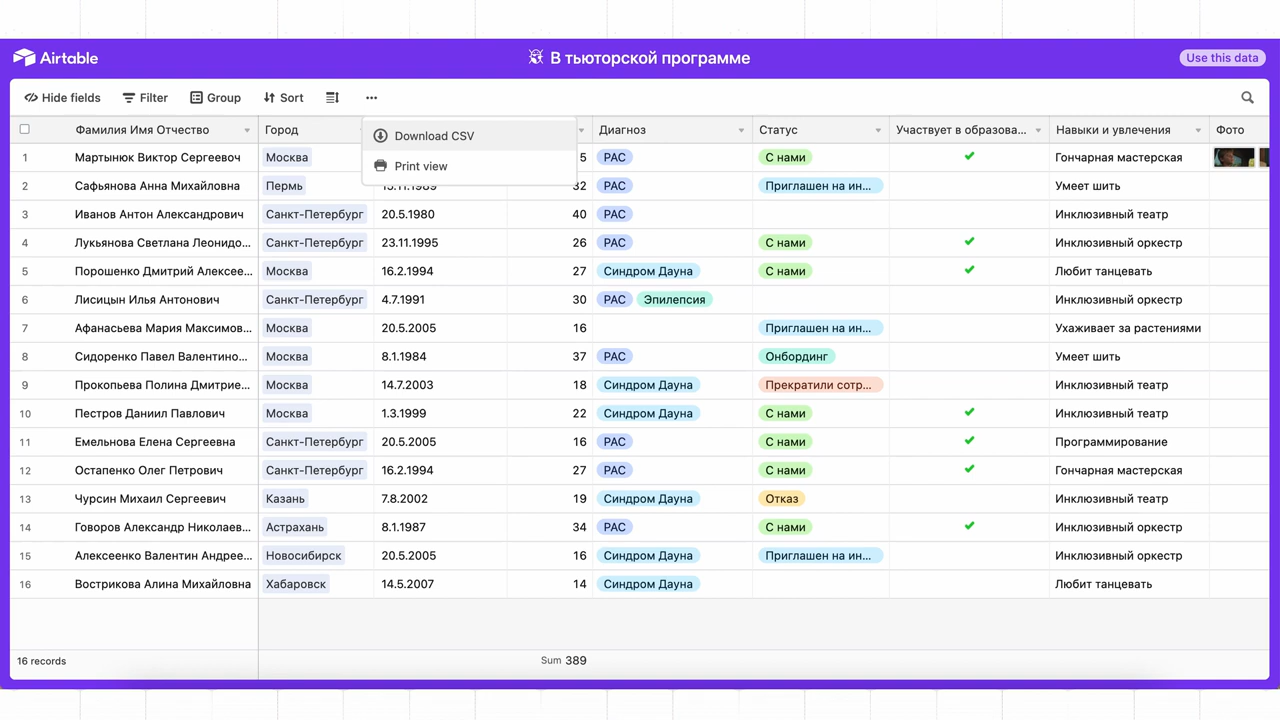 Airtable
В тьюторской программе
Use this data
Hide fields Filter Group Sort
Фамилия Имя Отчество Город Диагноз Статус Участвует в образова... Навыки и увлечения Фото
Download CSV
Print view
1 Мартынюк Виктор Сергеевоч Москва 5 РАС С нами Гончарная мастерская
2 Сафьянова Анна Михайловна Пермь 32 РАС Приглашен на ин... Умеет шить
3 Иванов Антон Александрович Санкт-Петербург 20.5.1980 40 РАС Инклюзивный театр
4 Лукьянова Светлана Леонидо... Санкт-Петербург 23.11.1995 26 РАС С нами Инклюзивный оркестр
5 Порошенко Дмитрий Алексее... Москва 16.2.1994 27 Синдром Дауна С нами Любит танцевать
6 Лисицын Илья Антонович Санкт-Петербург 4.7.1991 30 РАС Эпилепсия Инклюзивный оркестр
7 Афанасьева Мария Максимов... Москва 20.5.2005 16 Приглашен на ин... Ухаживает за растениями
8 Сидоренко Павел Валентино... Москва 8.1.1984 37 РАС Онбординг Умеет шить
9 Прокопьева Полина Дмитрие... Москва 14.7.2003 18 Синдром Дауна Прекратили сотр... Инклюзивный театр
10 Пестров Даниил Павлович Москва 1.3.1999 22 Синдром Дауна С нами Инклюзивный театр
11 Емельнова Елена Сергеевна Санкт-Петербург 20.5.2005 16 РАС С нами Программирование
12 Остапенко Олег Петрович Санкт-Петербург 16.2.1994 27 РАС С нами Гончарная мастерская
13 Чурсин Михаил Сергеевич Казань 7.8.2002 19 Синдром Дауна Отказ Инклюзивный театр
14 Говоров Александр Николаев... Астрахань 8.1.1987 34 РАС С нами Инклюзивный оркестр
15 Алексеенко Валентин Андрее... Новосибирск 20.5.2005 16 Синдром Дауна Приглашен на ин... Инклюзивный оркестр
16 Вострикова Алина Михайловна Хабаровск 14.5.2007 14 Синдром Дауна Любит танцевать
16 records Sum 389